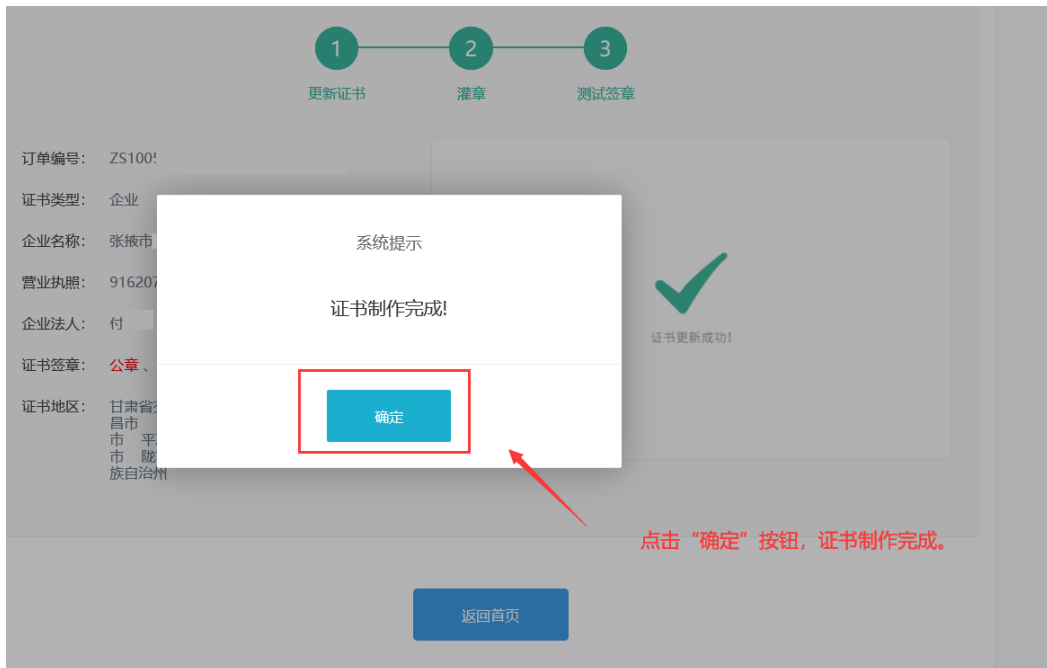 1 2 3
更新证书 灌章 测试签章
订单编号： ZS1005
证书类型： 企业
企业名称： 张掖市
营业执照： 91620
企业法人： 付
证书签章： 公章、
证书地区： 甘肃省
昌市
市 平
市 陇
族自治州
系统提示
证书制作完成!
确定
证书更新成功!
点击“确定”按钮，证书制作完成。
返回首页